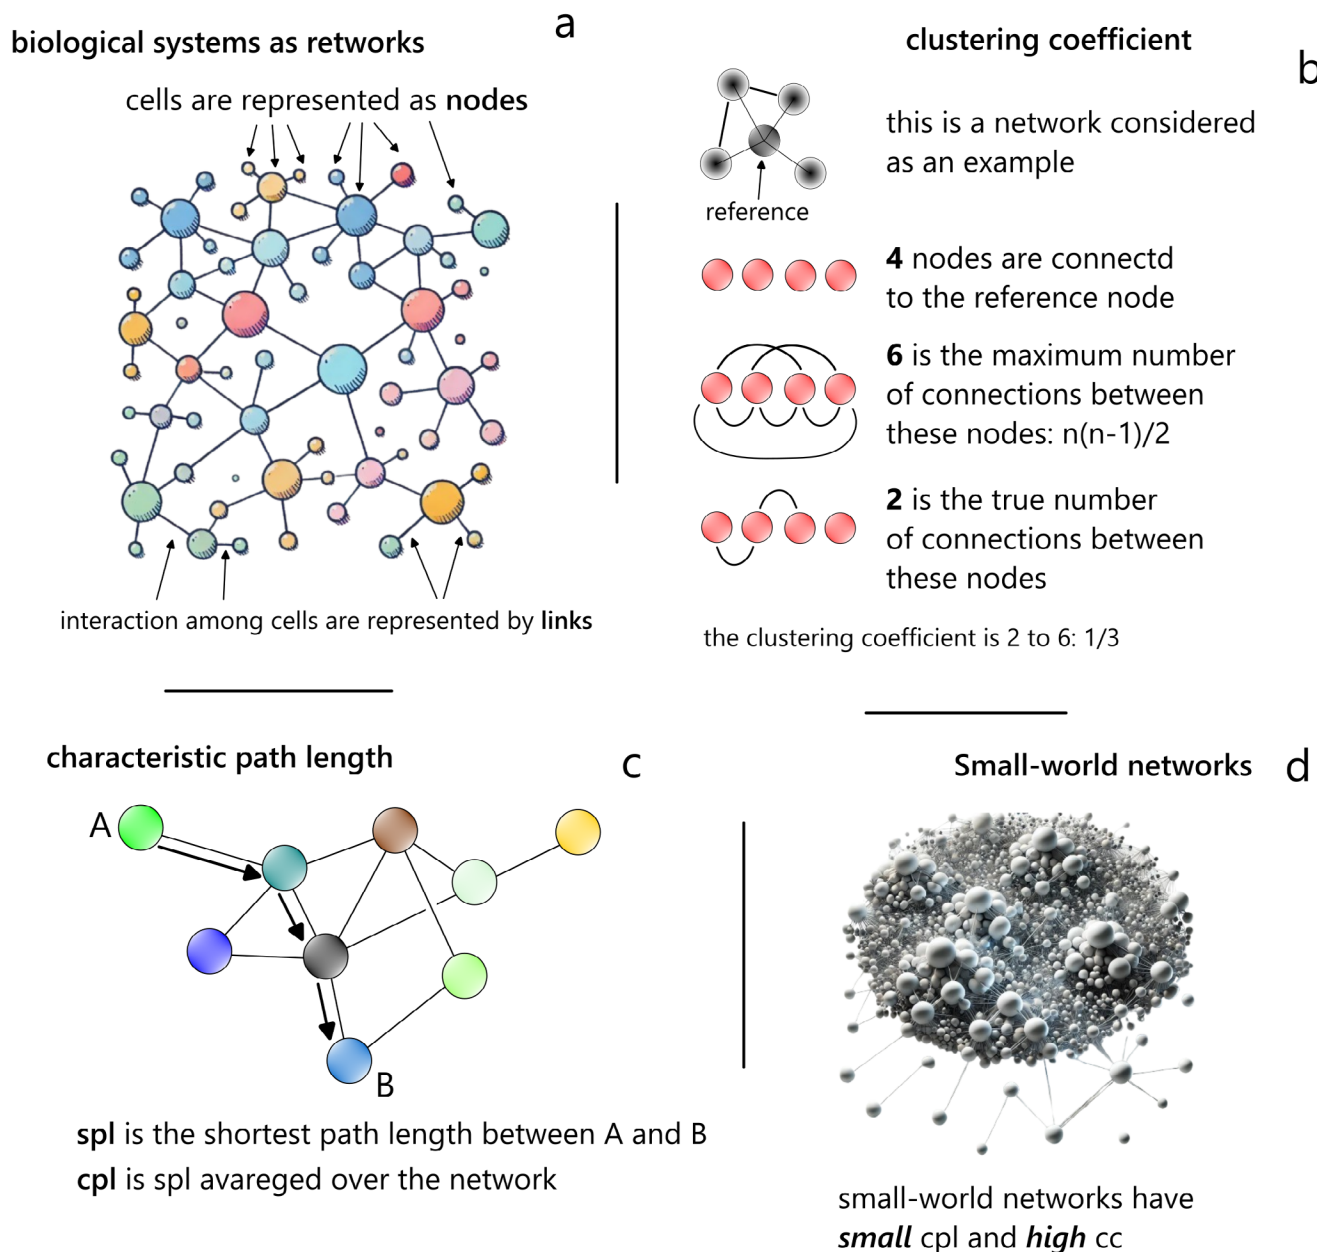 biological systems as retworks
a
cells are represented as nodes
interaction among cells are represented by links
clustering coefficient
b
this is a network considered
as an example
reference
4 nodes are connectd
to the reference node
6 is the maximum number
of connections between
these nodes: n(n-1)/2
2 is the true number
of connections between
these nodes
the clustering coefficient is 2 to 6: 1/3
characteristic path length
c
A
B
spl is the shortest path length between A and B
cpl is spl avareged over the network
Small-world networks
d
small-world networks have
small cpl and high cc